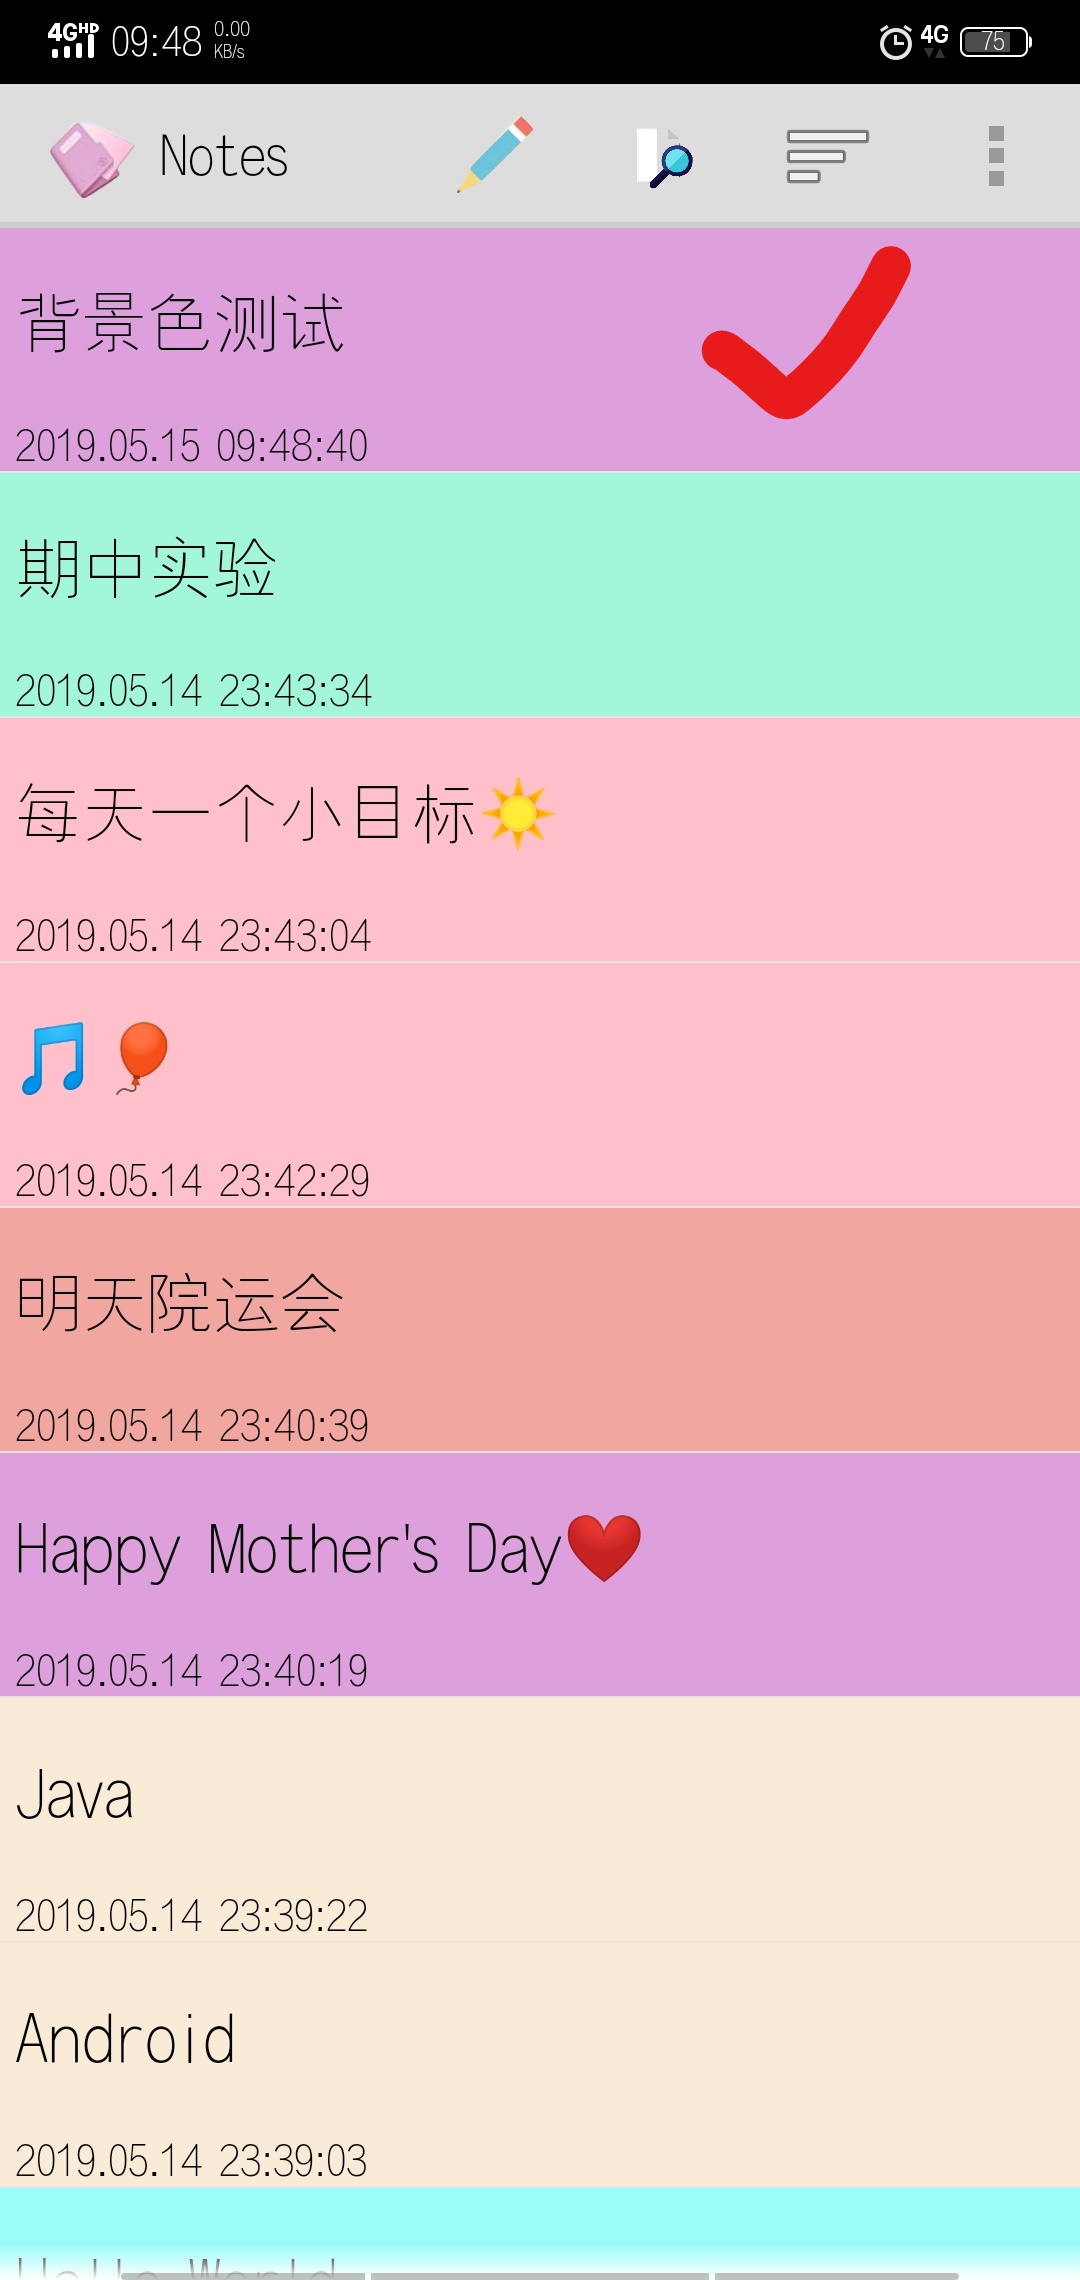 4G HD 09:48 0.00 KB/s 4G 75
Notes
背景色测试
2019.05.15 09:48:40
期中实验
2019.05.14 23:43:34
每天一个小目标☀️
2019.05.14 23:43:04
🎵🎈
2019.05.14 23:42:29
明天院运会
2019.05.14 23:40:39
Happy Mother's Day❤️
2019.05.14 23:40:19
Java
2019.05.14 23:39:22
Android
2019.05.14 23:39:03
Hello World